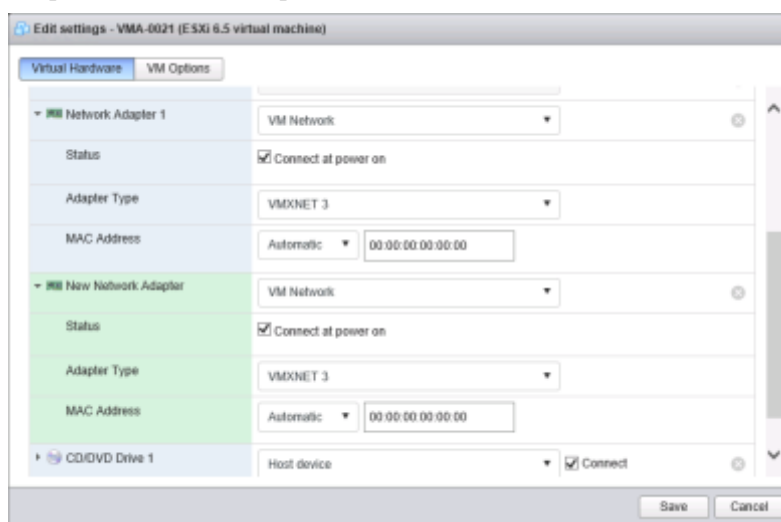 Edit settings - VMA-0021 (ESXi 6.5 virtual machine)
Virtual Hardware VM Options
Network Adapter 1 VM Network
Status Connect at power on
Adapter Type VMXNET 3
MAC Address Automatic 00:00:00:00:00:00
New Network Adapter VM Network
Status Connect at power on
Adapter Type VMXNET 3
MAC Address Automatic 00:00:00:00:00:00
CD/DVD Drive 1 Host device Connect
Save Cancel